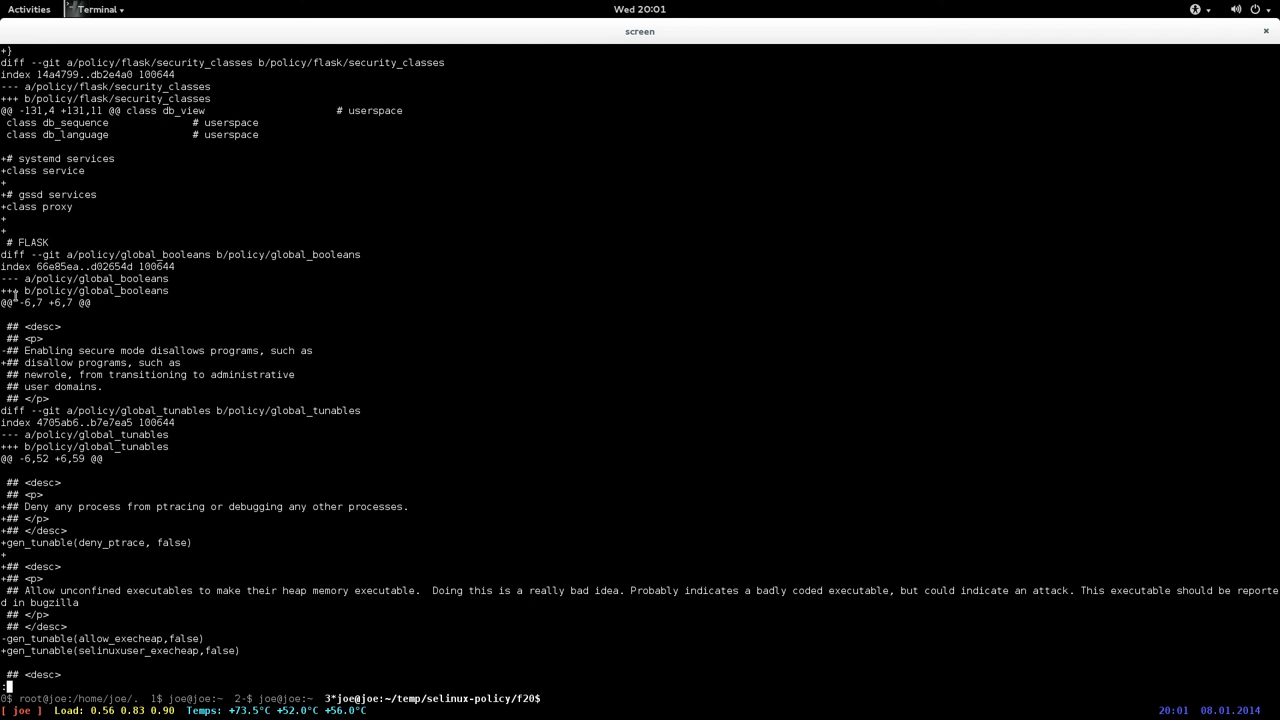 Activities Terminal Wed 20:01
screen ×
+}
diff --git a/policy/flask/security_classes b/policy/flask/security_classes
index 14a4799..db2e4a0 100644
--- a/policy/flask/security_classes
+++ b/policy/flask/security_classes
@@ -131,4 +131,11 @@ class db_view # userspace
 class db_sequence # userspace
 class db_language # userspace
+# systemd services
+class service
+
+# gssd services
+class proxy
+
+
 # FLASK
diff --git a/policy/global_booleans b/policy/global_booleans
index 66e85ea..d02654d 100644
--- a/policy/global_booleans
+++ b/policy/global_booleans
@@ -6,7 +6,7 @@
 ## <desc>
 ## <p>
-## Enabling secure mode disallows programs, such as
+## disallow programs, such as
 ## newrole, from transitioning to administrative
 ## user domains.
 ## </p>
diff --git a/policy/global_tunables b/policy/global_tunables
index 4705ab6..b7e7ea5 100644
--- a/policy/global_tunables
+++ b/policy/global_tunables
@@ -6,52 +6,59 @@
 ## <desc>
 ## <p>
+## Deny any process from ptracing or debugging any other processes.
+## </p>
+## </desc>
+gen_tunable(deny_ptrace, false)
+
+## <desc>
+## <p>
 ## Allow unconfined executables to make their heap memory executable.  Doing this is a really bad idea. Probably indicates a badly coded executable, but could indicate an attack. This executable should be reporte
d in bugzilla
 ## </p>
 ## </desc>
-gen_tunable(allow_execheap,false)
+gen_tunable(selinuxuser_execheap,false)
 ## <desc>
:
0$ root@joe:/home/joe/. 1$ joe@joe:~ 2-$ joe@joe:~ 3*joe@joe:~/temp/selinux-policy/f20$
[ joe ] Load: 0.56 0.83 0.90 Temps: +73.5°C +52.0°C +56.0°C 20:01 08.01.2014